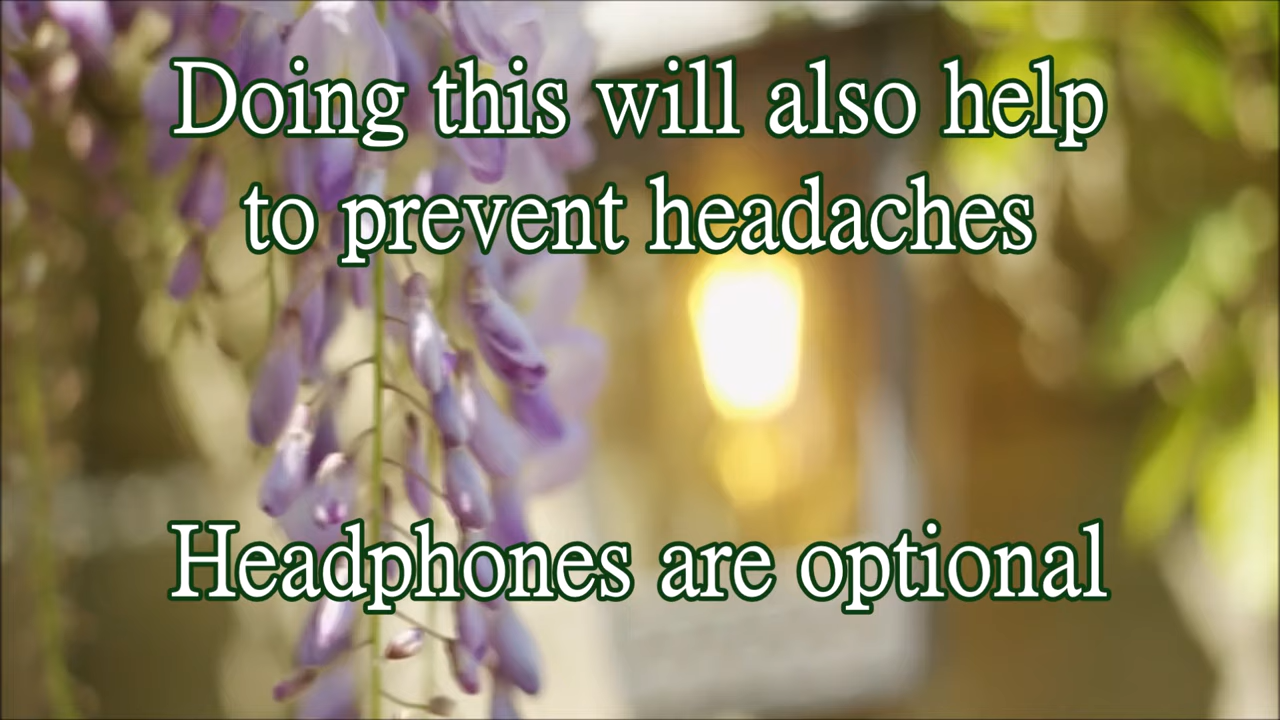 Doing this will also help
to prevent headaches
Headphones are optional